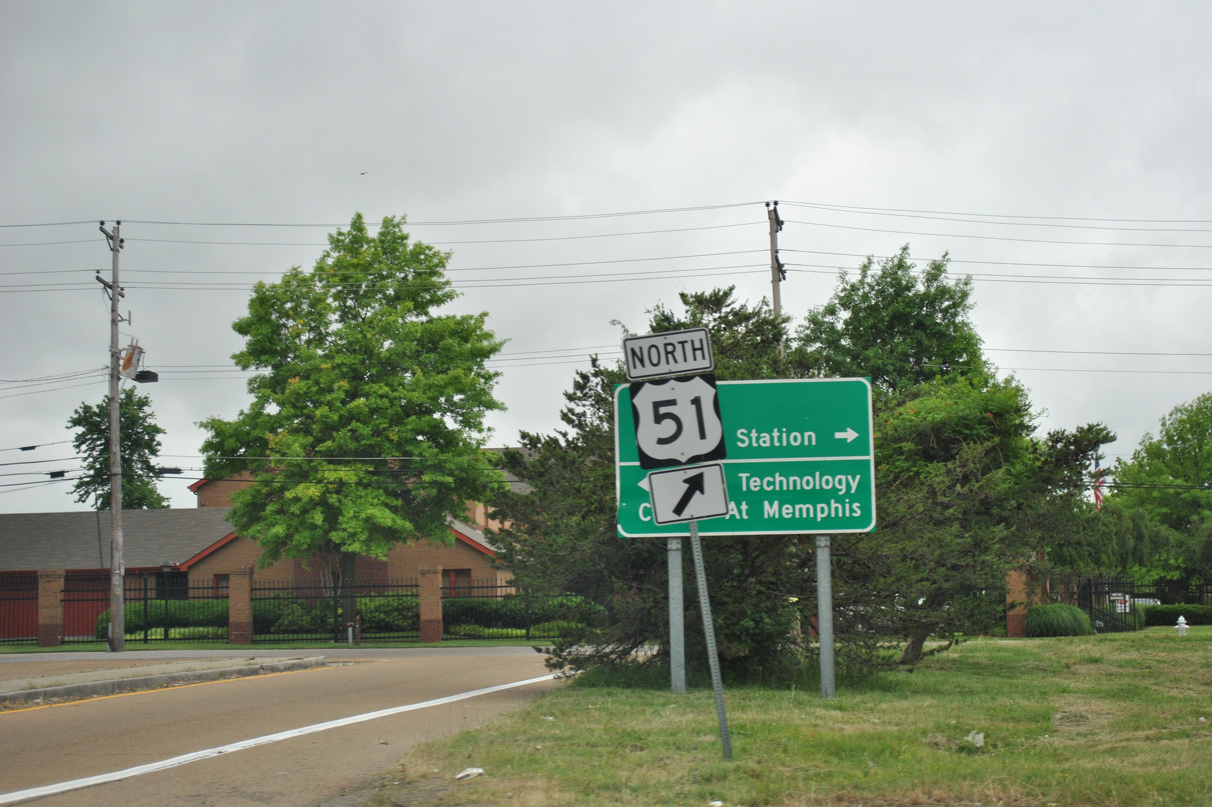 NORTH
51
Station
Technology
C At Memphis